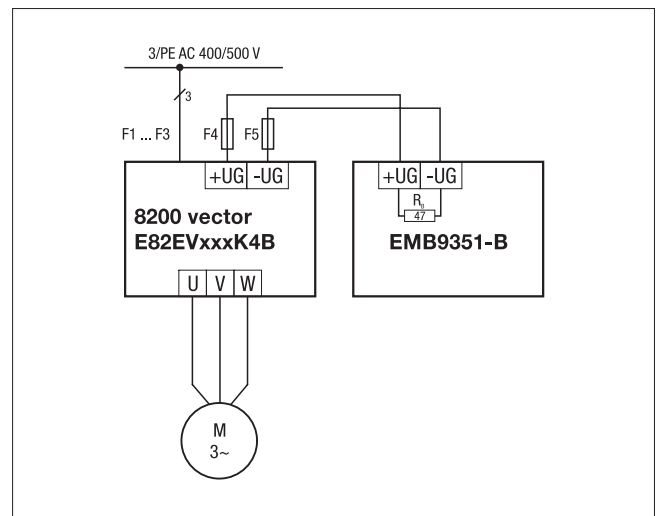 3/PE AC 400/500 V
3
F1 ... F3
F4
F5
+UG
-UG
+UG
-UG
RB
47
8200 vector
E82EVxxxK4B
EMB9351-B
U
V
W
M
3~